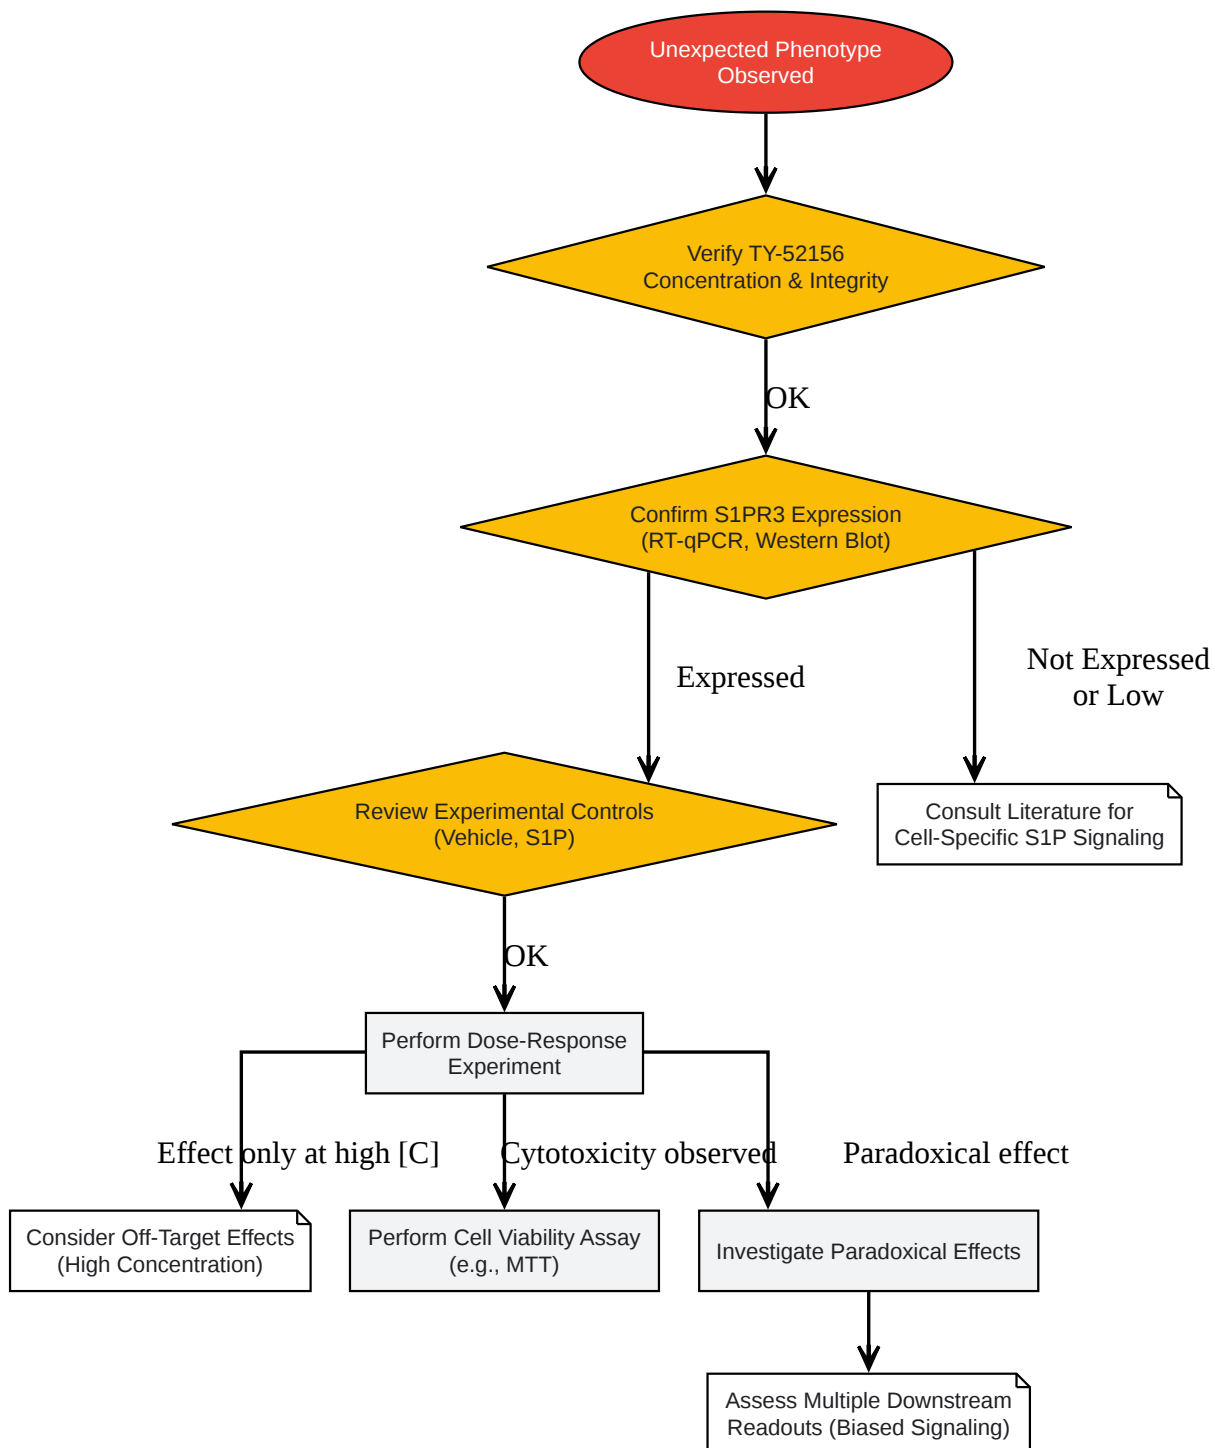 Unexpected Phenotype
Observed
Verify TY-52156
Concentration & Integrity
OK
Confirm S1PR3 Expression
(RT-qPCR, Western Blot)
Expressed
Not Expressed
or Low
Review Experimental Controls
(Vehicle, S1P)
Consult Literature for
Cell-Specific S1P Signaling
OK
Perform Dose-Response
Experiment
Effect only at high [C]
Cytotoxicity observed
Paradoxical effect
Consider Off-Target Effects
(High Concentration)
Perform Cell Viability Assay
(e.g., MTT)
Investigate Paradoxical Effects
Assess Multiple Downstream
Readouts (Biased Signaling)